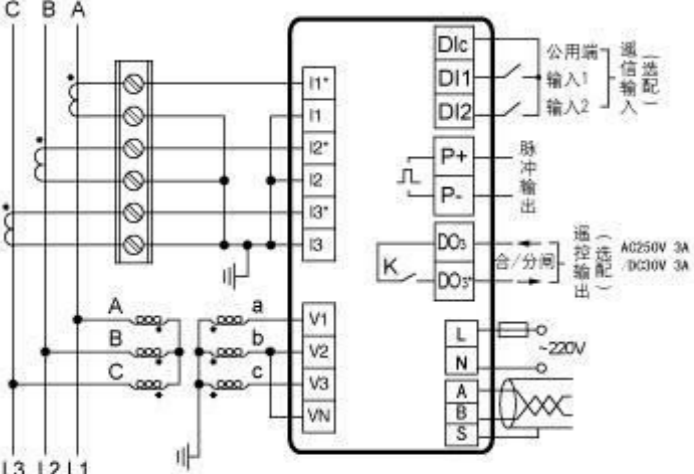 C B A
I1*
I1
I2*
I2
I3*
I3
A a
B b
C c
V1
V2
V3
VN
L3 L2 L1
DIc 公用端
DI1 输入1
DI2 输入2
遥信输入
(选配)
P+
P-
脉冲输出
K
DO3
DO3*
合/分闸
遥控输出
(选配)
AC250V 3A
/DC30V 3A
L
N
~220V
A
B
S